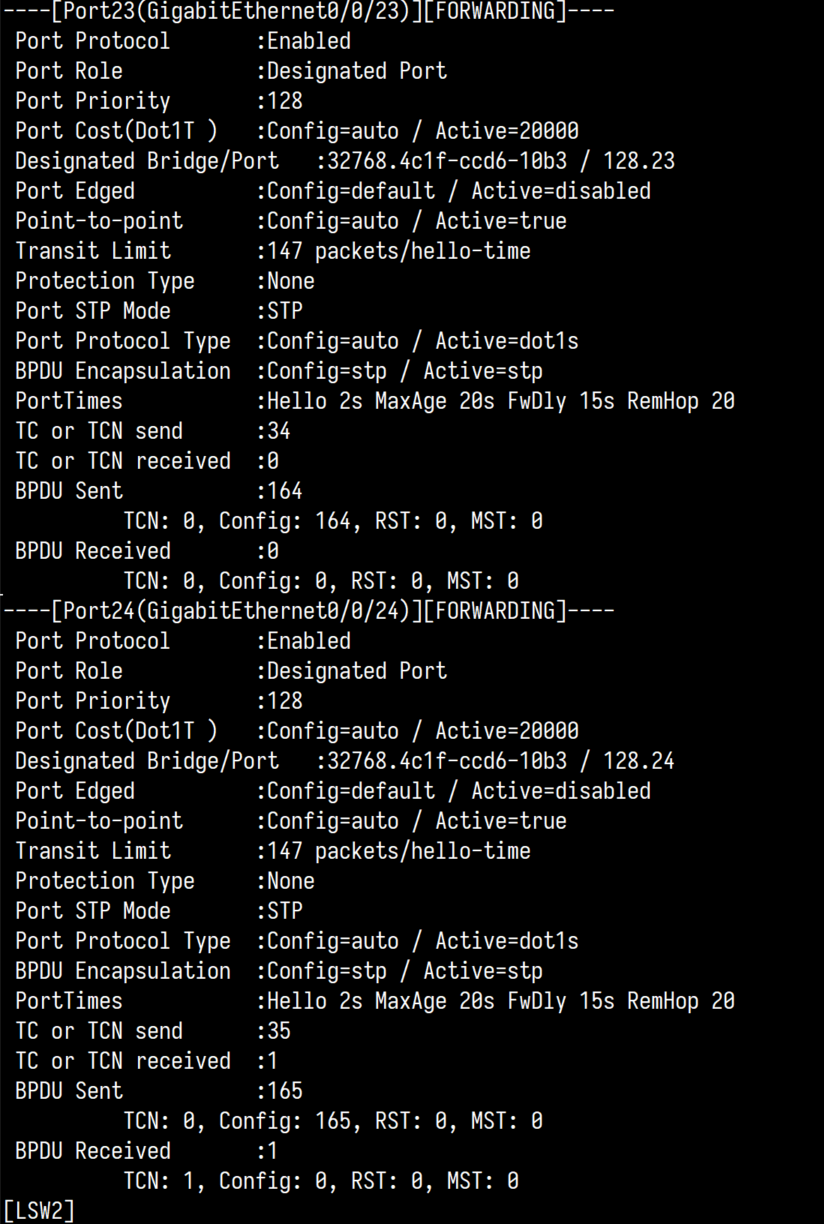 ----[Port23(GigabitEthernet0/0/23)][FORWARDING]----
 Port Protocol       :Enabled
 Port Role           :Designated Port
 Port Priority       :128
 Port Cost(Dot1T )   :Config=auto / Active=20000
 Designated Bridge/Port   :32768.4c1f-ccd6-10b3 / 128.23
 Port Edged          :Config=default / Active=disabled
 Point-to-point      :Config=auto / Active=true
 Transit Limit       :147 packets/hello-time
 Protection Type     :None
 Port STP Mode       :STP
 Port Protocol Type  :Config=auto / Active=dot1s
 BPDU Encapsulation  :Config=stp / Active=stp
 PortTimes           :Hello 2s MaxAge 20s FwDly 15s RemHop 20
 TC or TCN send      :34
 TC or TCN received  :0
 BPDU Sent           :164
          TCN: 0, Config: 164, RST: 0, MST: 0
 BPDU Received       :0
          TCN: 0, Config: 0, RST: 0, MST: 0
----[Port24(GigabitEthernet0/0/24)][FORWARDING]----
 Port Protocol       :Enabled
 Port Role           :Designated Port
 Port Priority       :128
 Port Cost(Dot1T )   :Config=auto / Active=20000
 Designated Bridge/Port   :32768.4c1f-ccd6-10b3 / 128.24
 Port Edged          :Config=default / Active=disabled
 Point-to-point      :Config=auto / Active=true
 Transit Limit       :147 packets/hello-time
 Protection Type     :None
 Port STP Mode       :STP
 Port Protocol Type  :Config=auto / Active=dot1s
 BPDU Encapsulation  :Config=stp / Active=stp
 PortTimes           :Hello 2s MaxAge 20s FwDly 15s RemHop 20
 TC or TCN send      :35
 TC or TCN received  :1
 BPDU Sent           :165
          TCN: 0, Config: 165, RST: 0, MST: 0
 BPDU Received       :1
          TCN: 1, Config: 0, RST: 0, MST: 0
[LSW2]